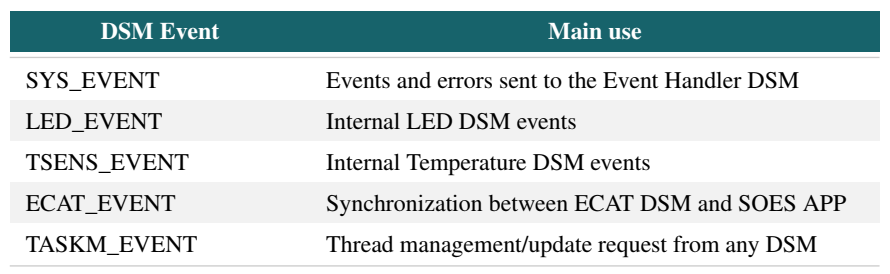 DSM Event Main use
SYS_EVENT Events and errors sent to the Event Handler DSM
LED_EVENT Internal LED DSM events
TSENS_EVENT Internal Temperature DSM events
ECAT_EVENT Synchronization between ECAT DSM and SOES APP
TASKM_EVENT Thread management/update request from any DSM